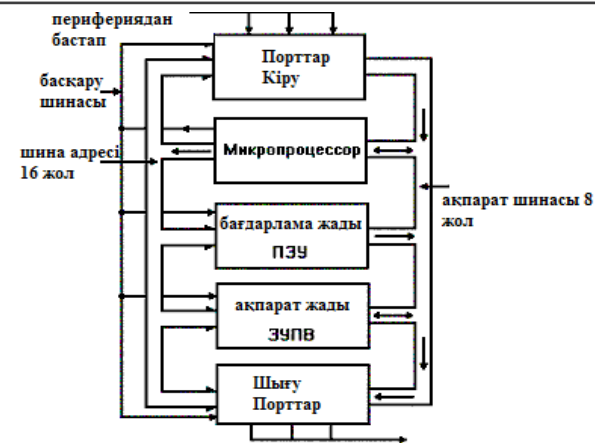 перифериядан
бастап
Порттар
Кіру
басқару
шинасы
Микропроцессор
шина адресі
16 жол
ақпарат шинасы 8
жол
бағдарлама жады
ПЗУ
ақпарат жады
ЗУПВ
Шығу
Порттар